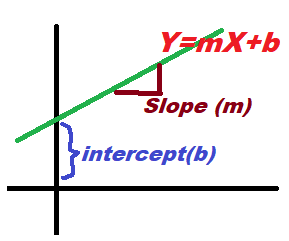 Y=mX+b
Slope (m)
intercept(b)